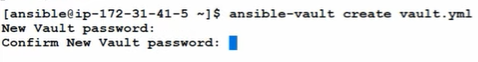 [ansible@ip-172-31-41-5 ~]$ ansible-vault create vault.yml
New Vault password:
Confirm New Vault password: